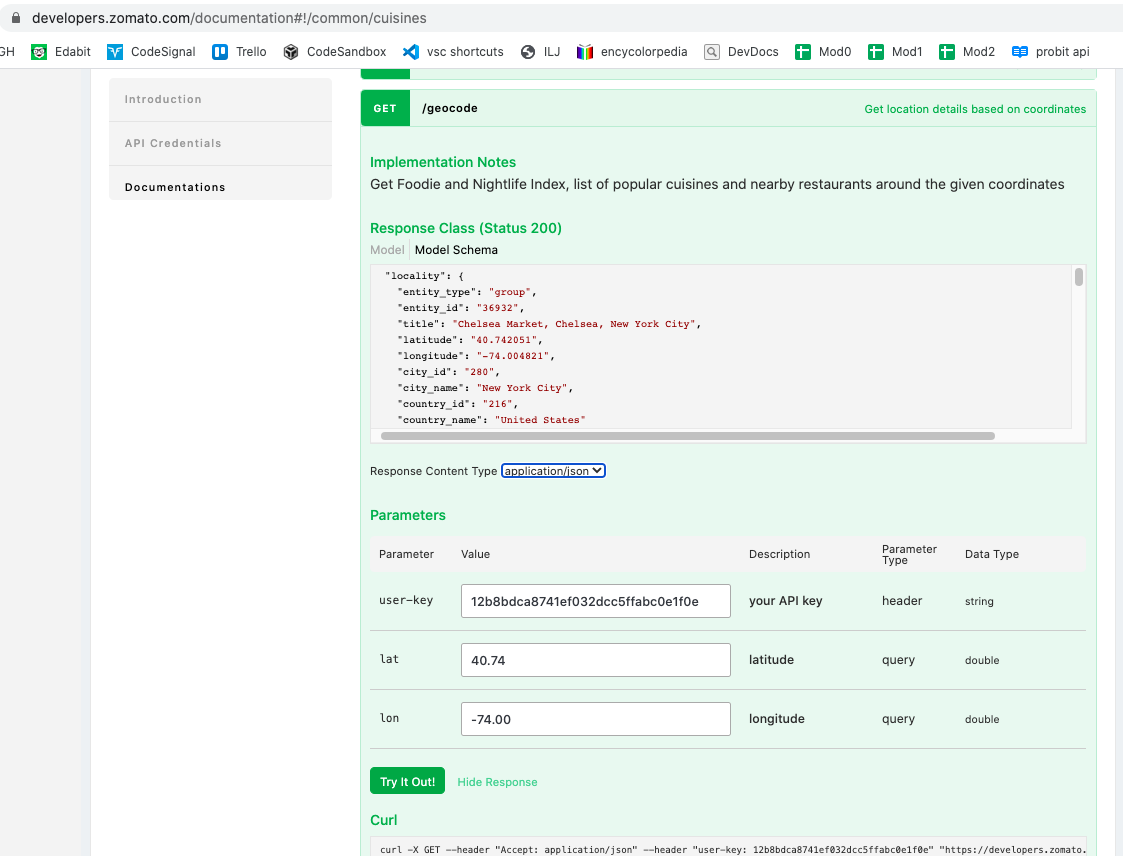 developers.zomato.com/documentation#!/common/cuisines
GH Edabit CodeSignal Trello CodeSandbox vsc shortcuts ILJ encycolorpedia DevDocs Mod0 Mod1 Mod2 probit api
Introduction
API Credentials
Documentations
GET /geocode Get location details based on coordinates
Implementation Notes
Get Foodie and Nightlife Index, list of popular cuisines and nearby restaurants around the given coordinates
Response Class (Status 200)
Model Model Schema
"locality": {
"entity_type": "group",
"entity_id": "36932",
"title": "Chelsea Market, Chelsea, New York City",
"latitude": "40.742051",
"longitude": "-74.004821",
"city_id": "280",
"city_name": "New York City",
"country_id": "216",
"country_name": "United States"
Response Content Type application/json
Parameters
Parameter Value Description Parameter Type Data Type
user-key 12b8bdca8741ef032dcc5ffabc0e1f0e your API key header string
lat 40.74 latitude query double
lon -74.00 longitude query double
Try It Out! Hide Response
Curl
curl -X GET --header "Accept: application/json" --header "user-key: 12b8bdca8741ef032dcc5ffabc0e1f0e" "https://developers.zomato.